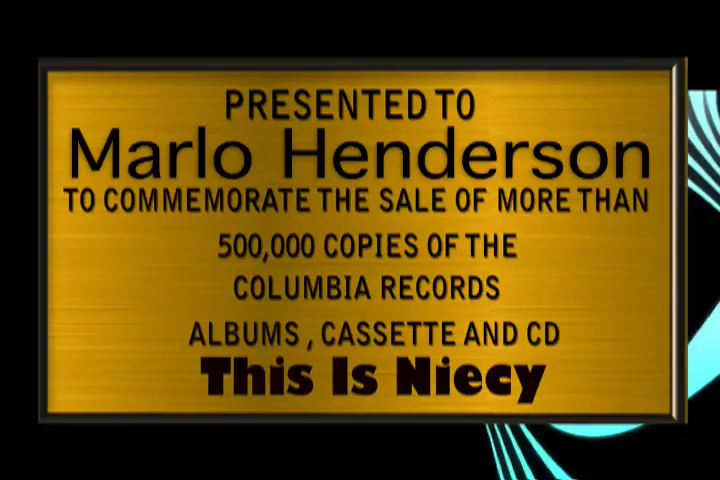 PRESENTED TO
Marlo Henderson
TO COMMEMORATE THE SALE OF MORE THAN
500,000 COPIES OF THE
COLUMBIA RECORDS
ALBUMS , CASSETTE AND CD
This Is Niecy